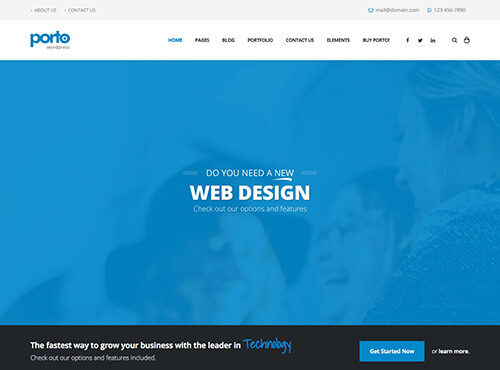 ABOUT US
CONTACT US
mail@domain.com
123-456-7890
porto
wordpress
HOME
PAGES
BLOG
PORTFOLIO
CONTACT US
ELEMENTS
BUY PORTO!
DO YOU NEED A NEW
WEB DESIGN
Check out our options and features
The fastest way to grow your business with the leader in Technology
Check out our options and features included.
Get Started Now
or learn more.